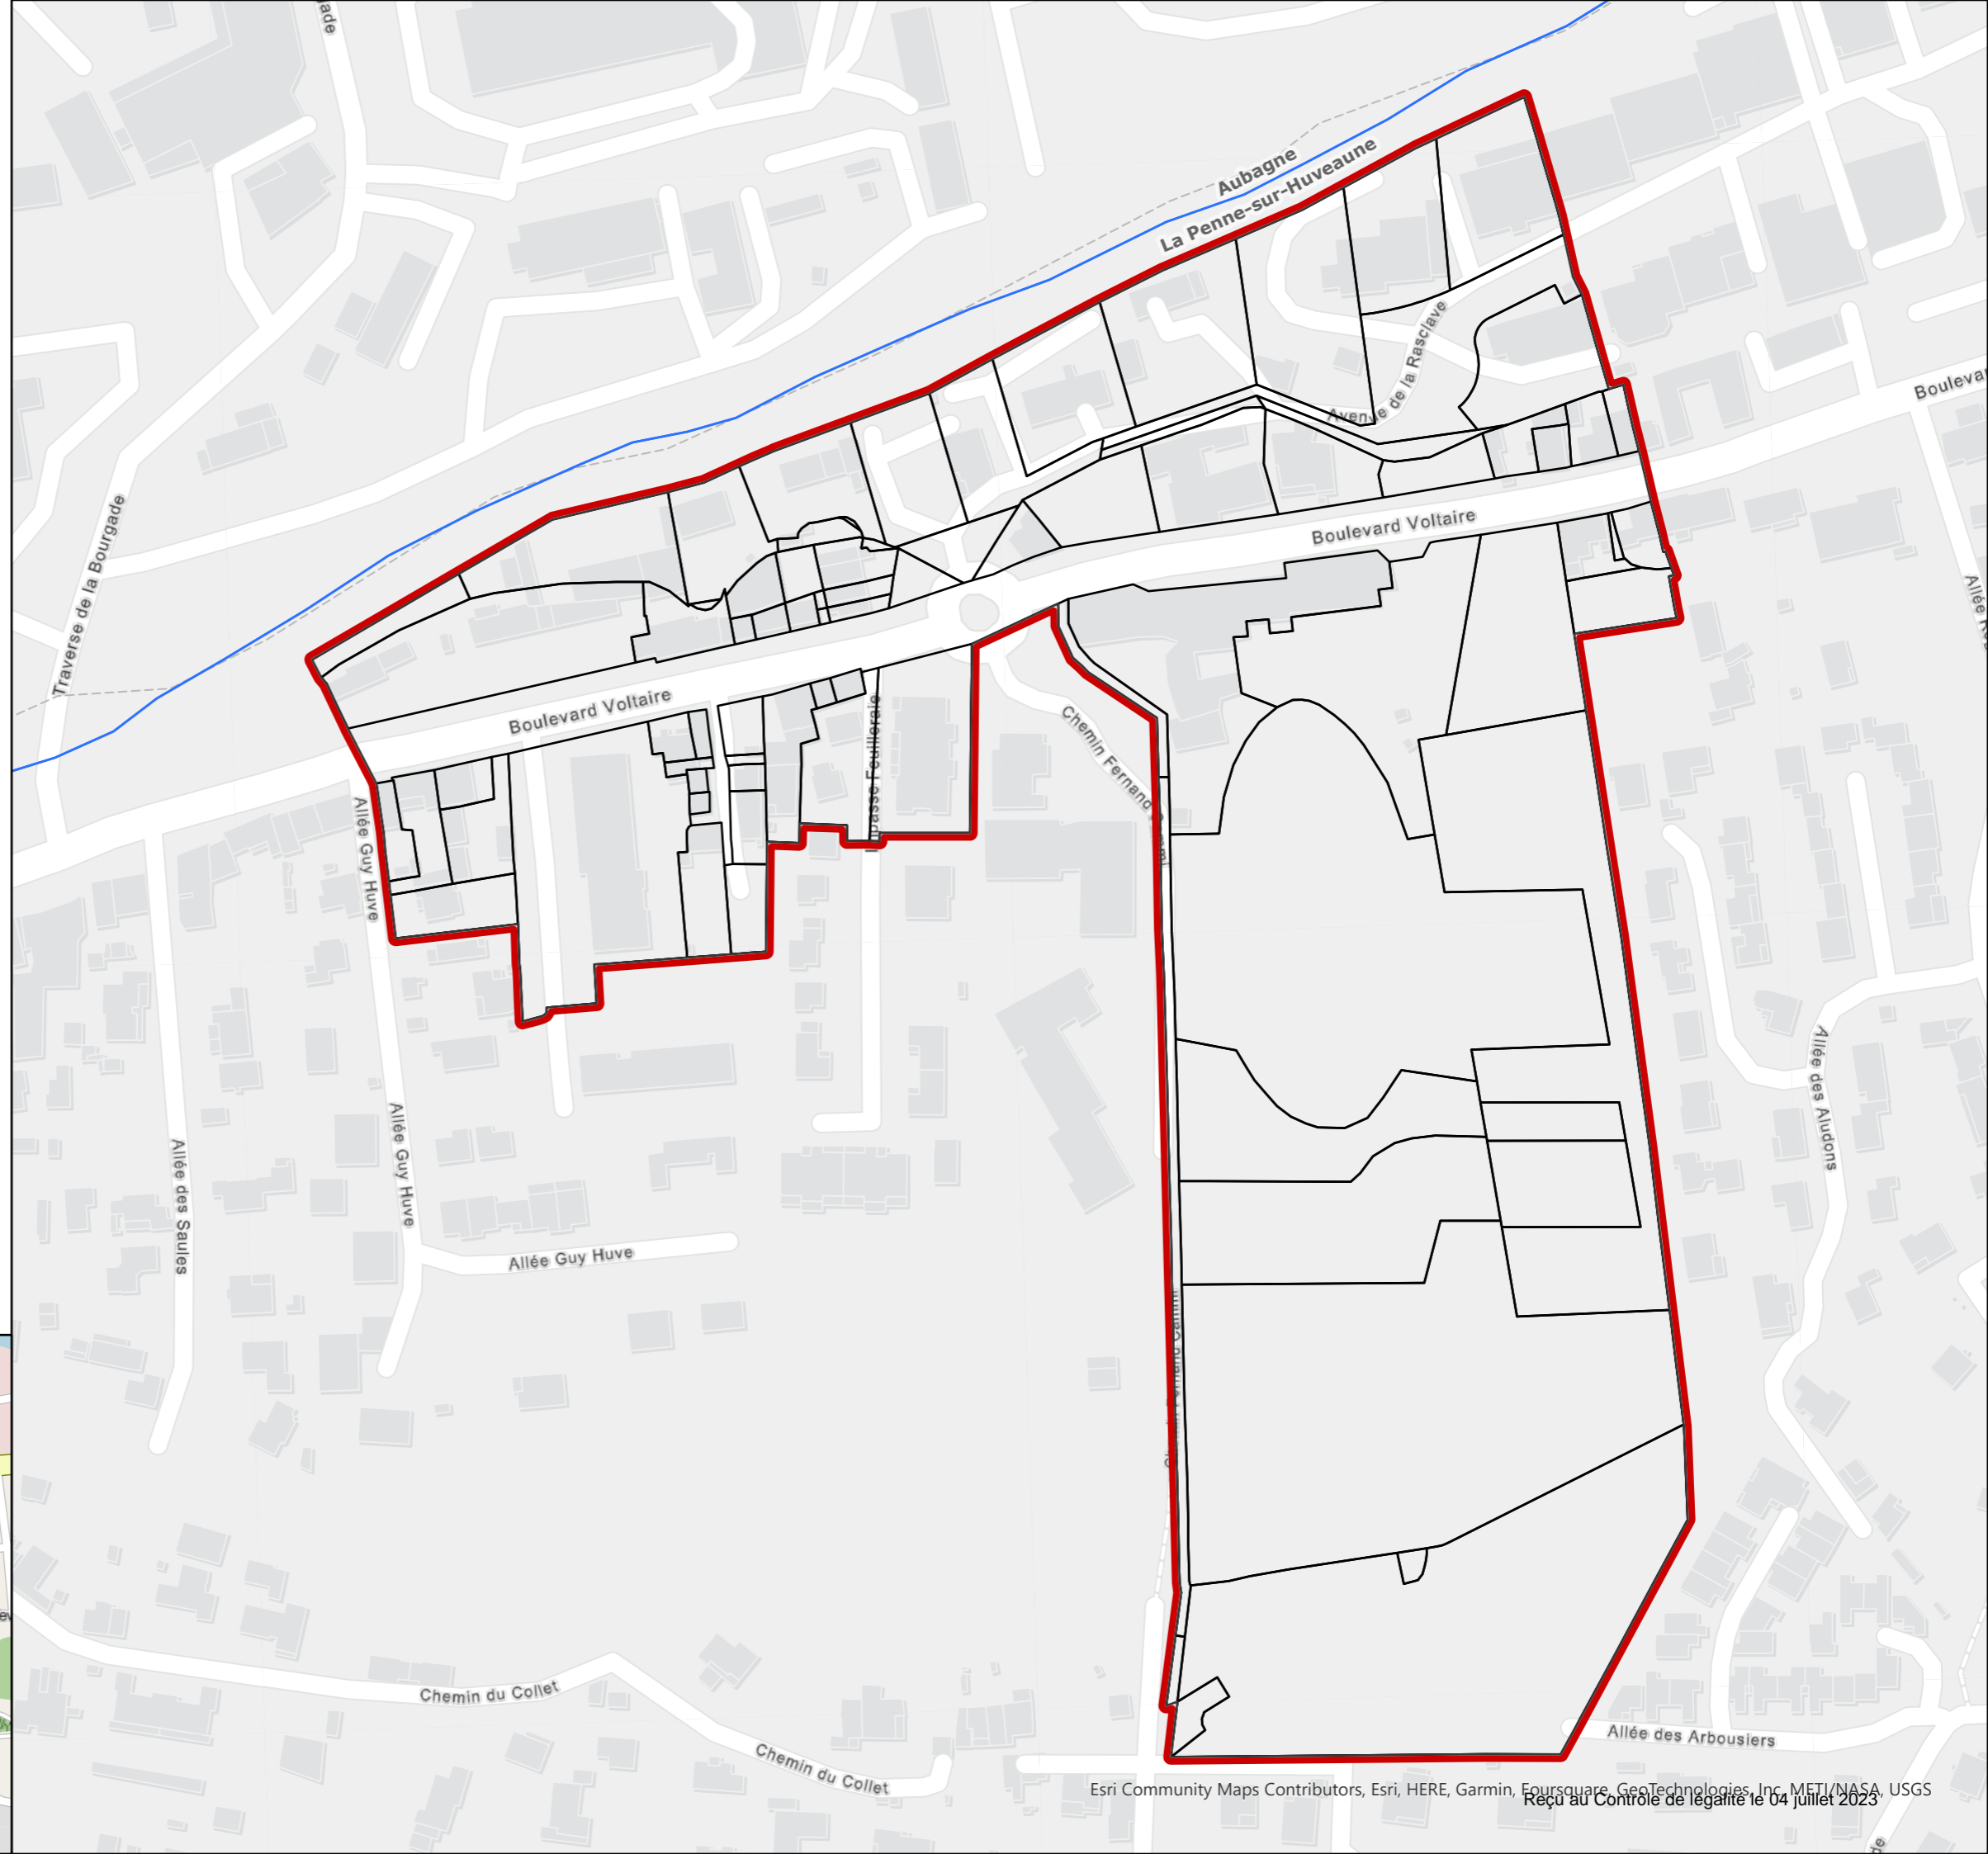 Aubagne
La Penne-sur-Huveaune
Avenue de la Rasclave
Boulevard Voltaire
Traverse de la Bourgade
Boulevard Voltaire
Impasse Feuilleraie
Chemin Fernand
Allée Guy Huve
Allée des Aludons
Allée Guy Huve
Allée des Saules
Allée Guy Huve
Chemin du Collet
Allée des Arbousiers
Chemin du Collet
Esri Community Maps Contributors, Esri, HERE, Garmin, Foursquare, GeoTechnologies, Inc, METI/NASA, USGS
Reçu au Contrôle de légalité le 04 juillet 2023